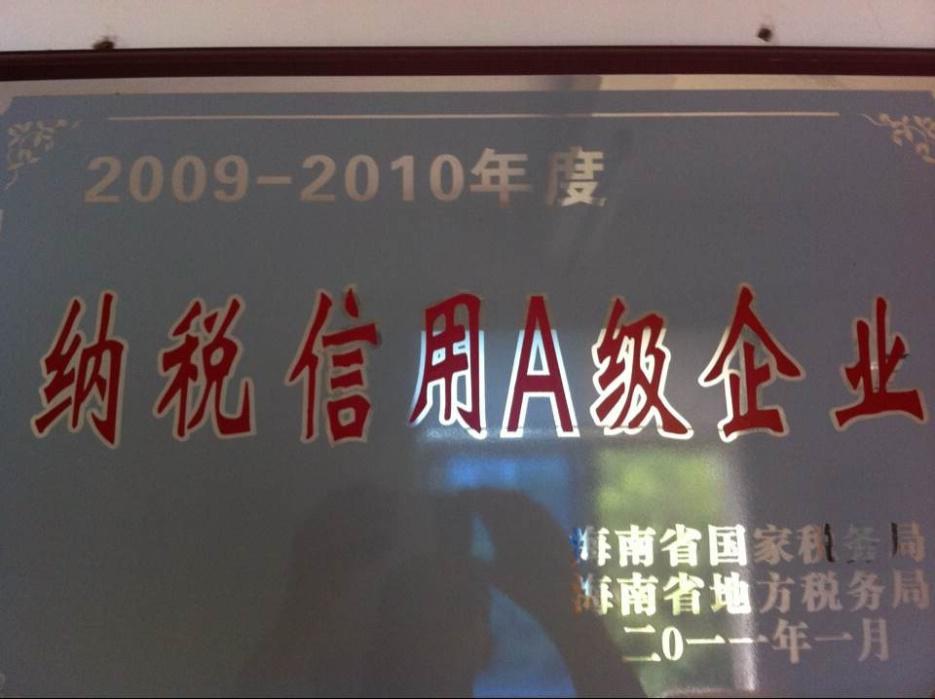 2009-2010年度
纳税信用A级企业
海南省国家税务局
海南省地方税务局
二0一一年一月